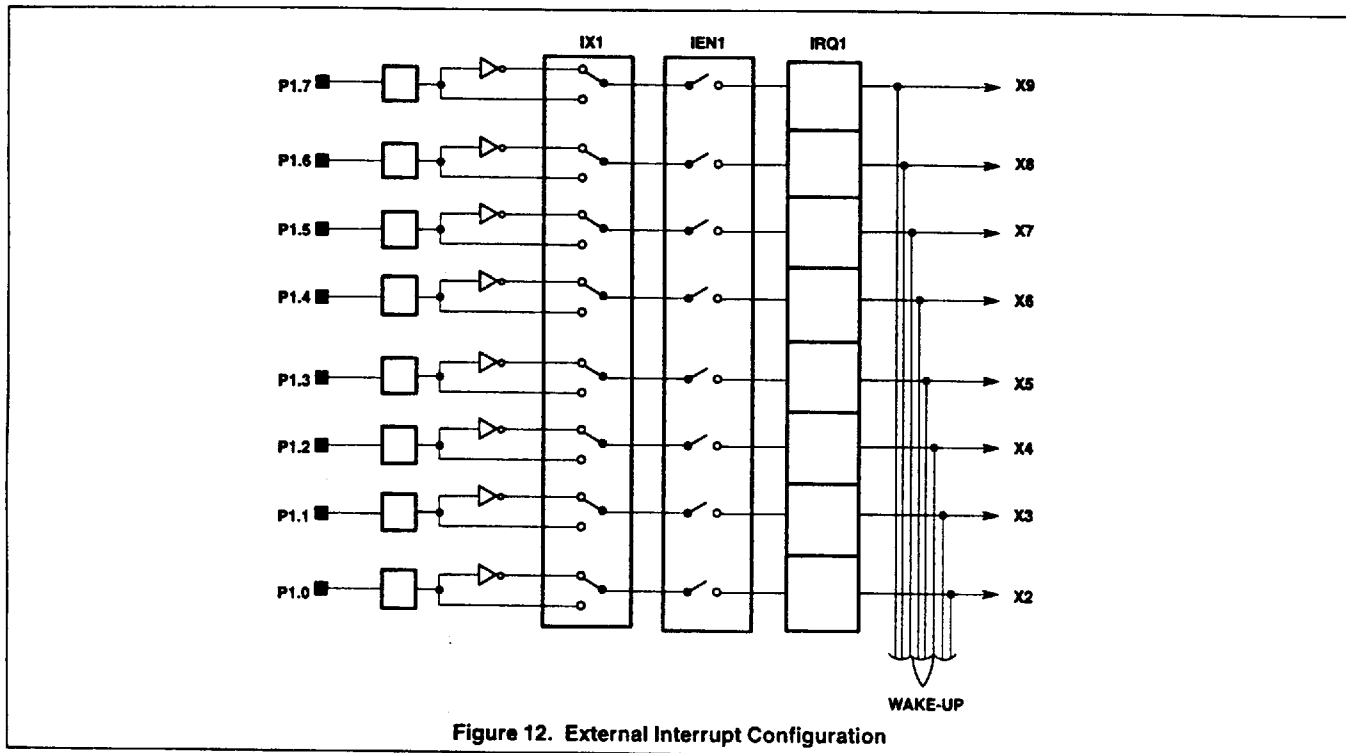 IX1 IEN1 IRQ1
P1.7 X9
P1.6 X8
P1.5 X7
P1.4 X6
P1.3 X5
P1.2 X4
P1.1 X3
P1.0 X2
WAKE-UP
Figure 12. External Interrupt Configuration